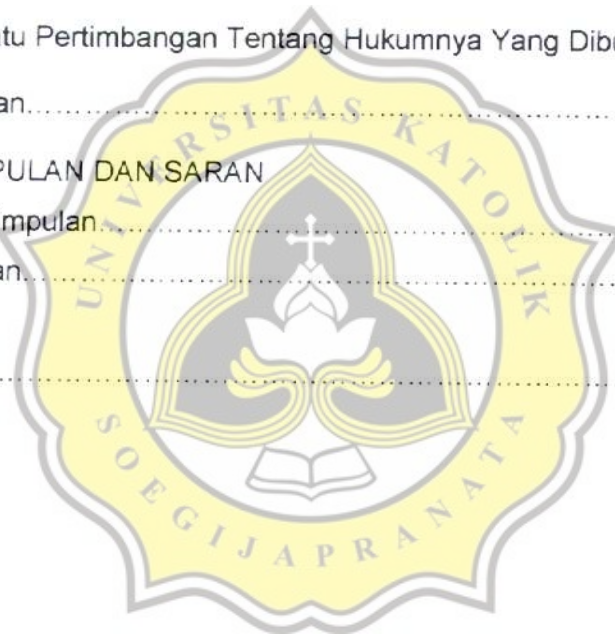 tu Pertimbangan Tentang Hukumnya Yang Dib
an
PULAN DAN SARAN
mpulan
an
UNIVERSITAS KATOLIK
SOEGIJAPRANATA